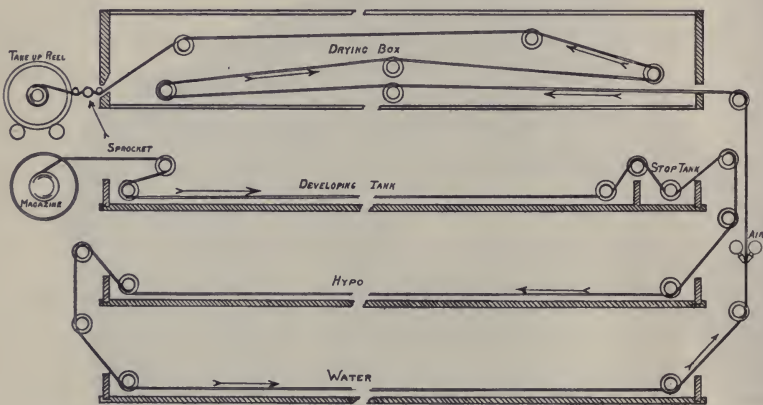 DRYING BOX
TAKE UP REEL
SPROCKET
MAGAZINE
DEVELOPING TANK
STOP TANK
AIR
HYPO
WATER